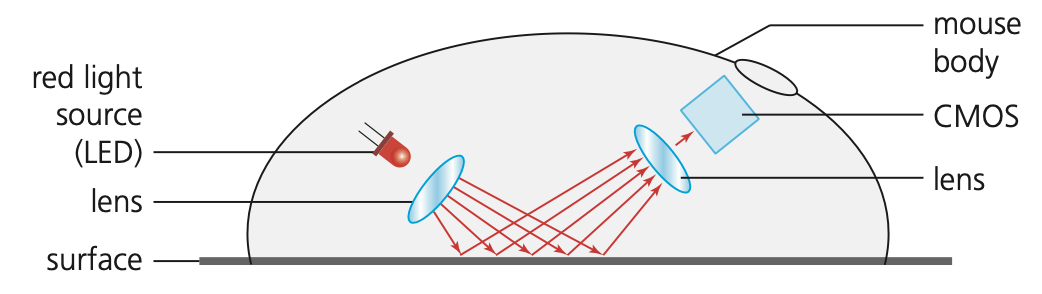 mouse
body
red light
source
(LED)
CMOS
lens
lens
surface